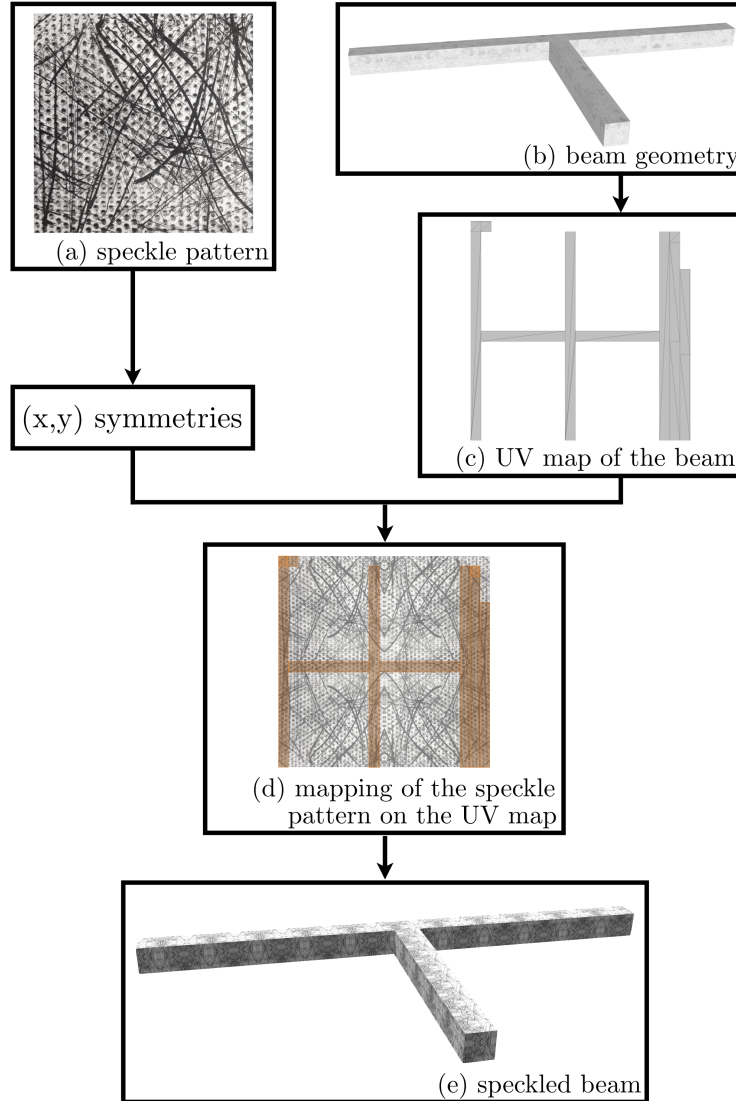 (a) speckle pattern
(b) beam geometry
(x,y) symmetries
(c) UV map of the beam
(d) mapping of the speckle
pattern on the UV map
(e) speckled beam